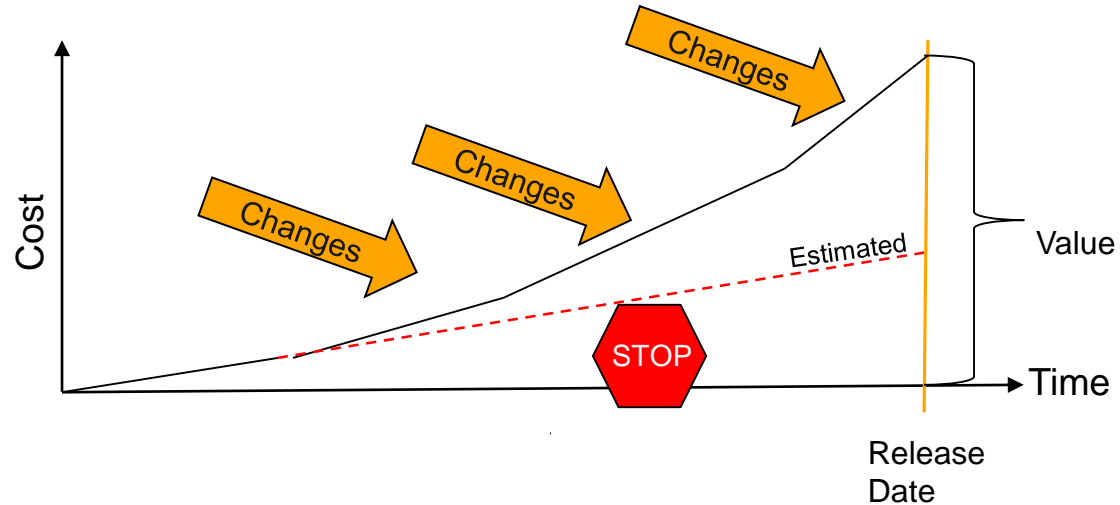 Changes
Changes
Changes
Cost
Estimated
Value
STOP
Time
Release
Date